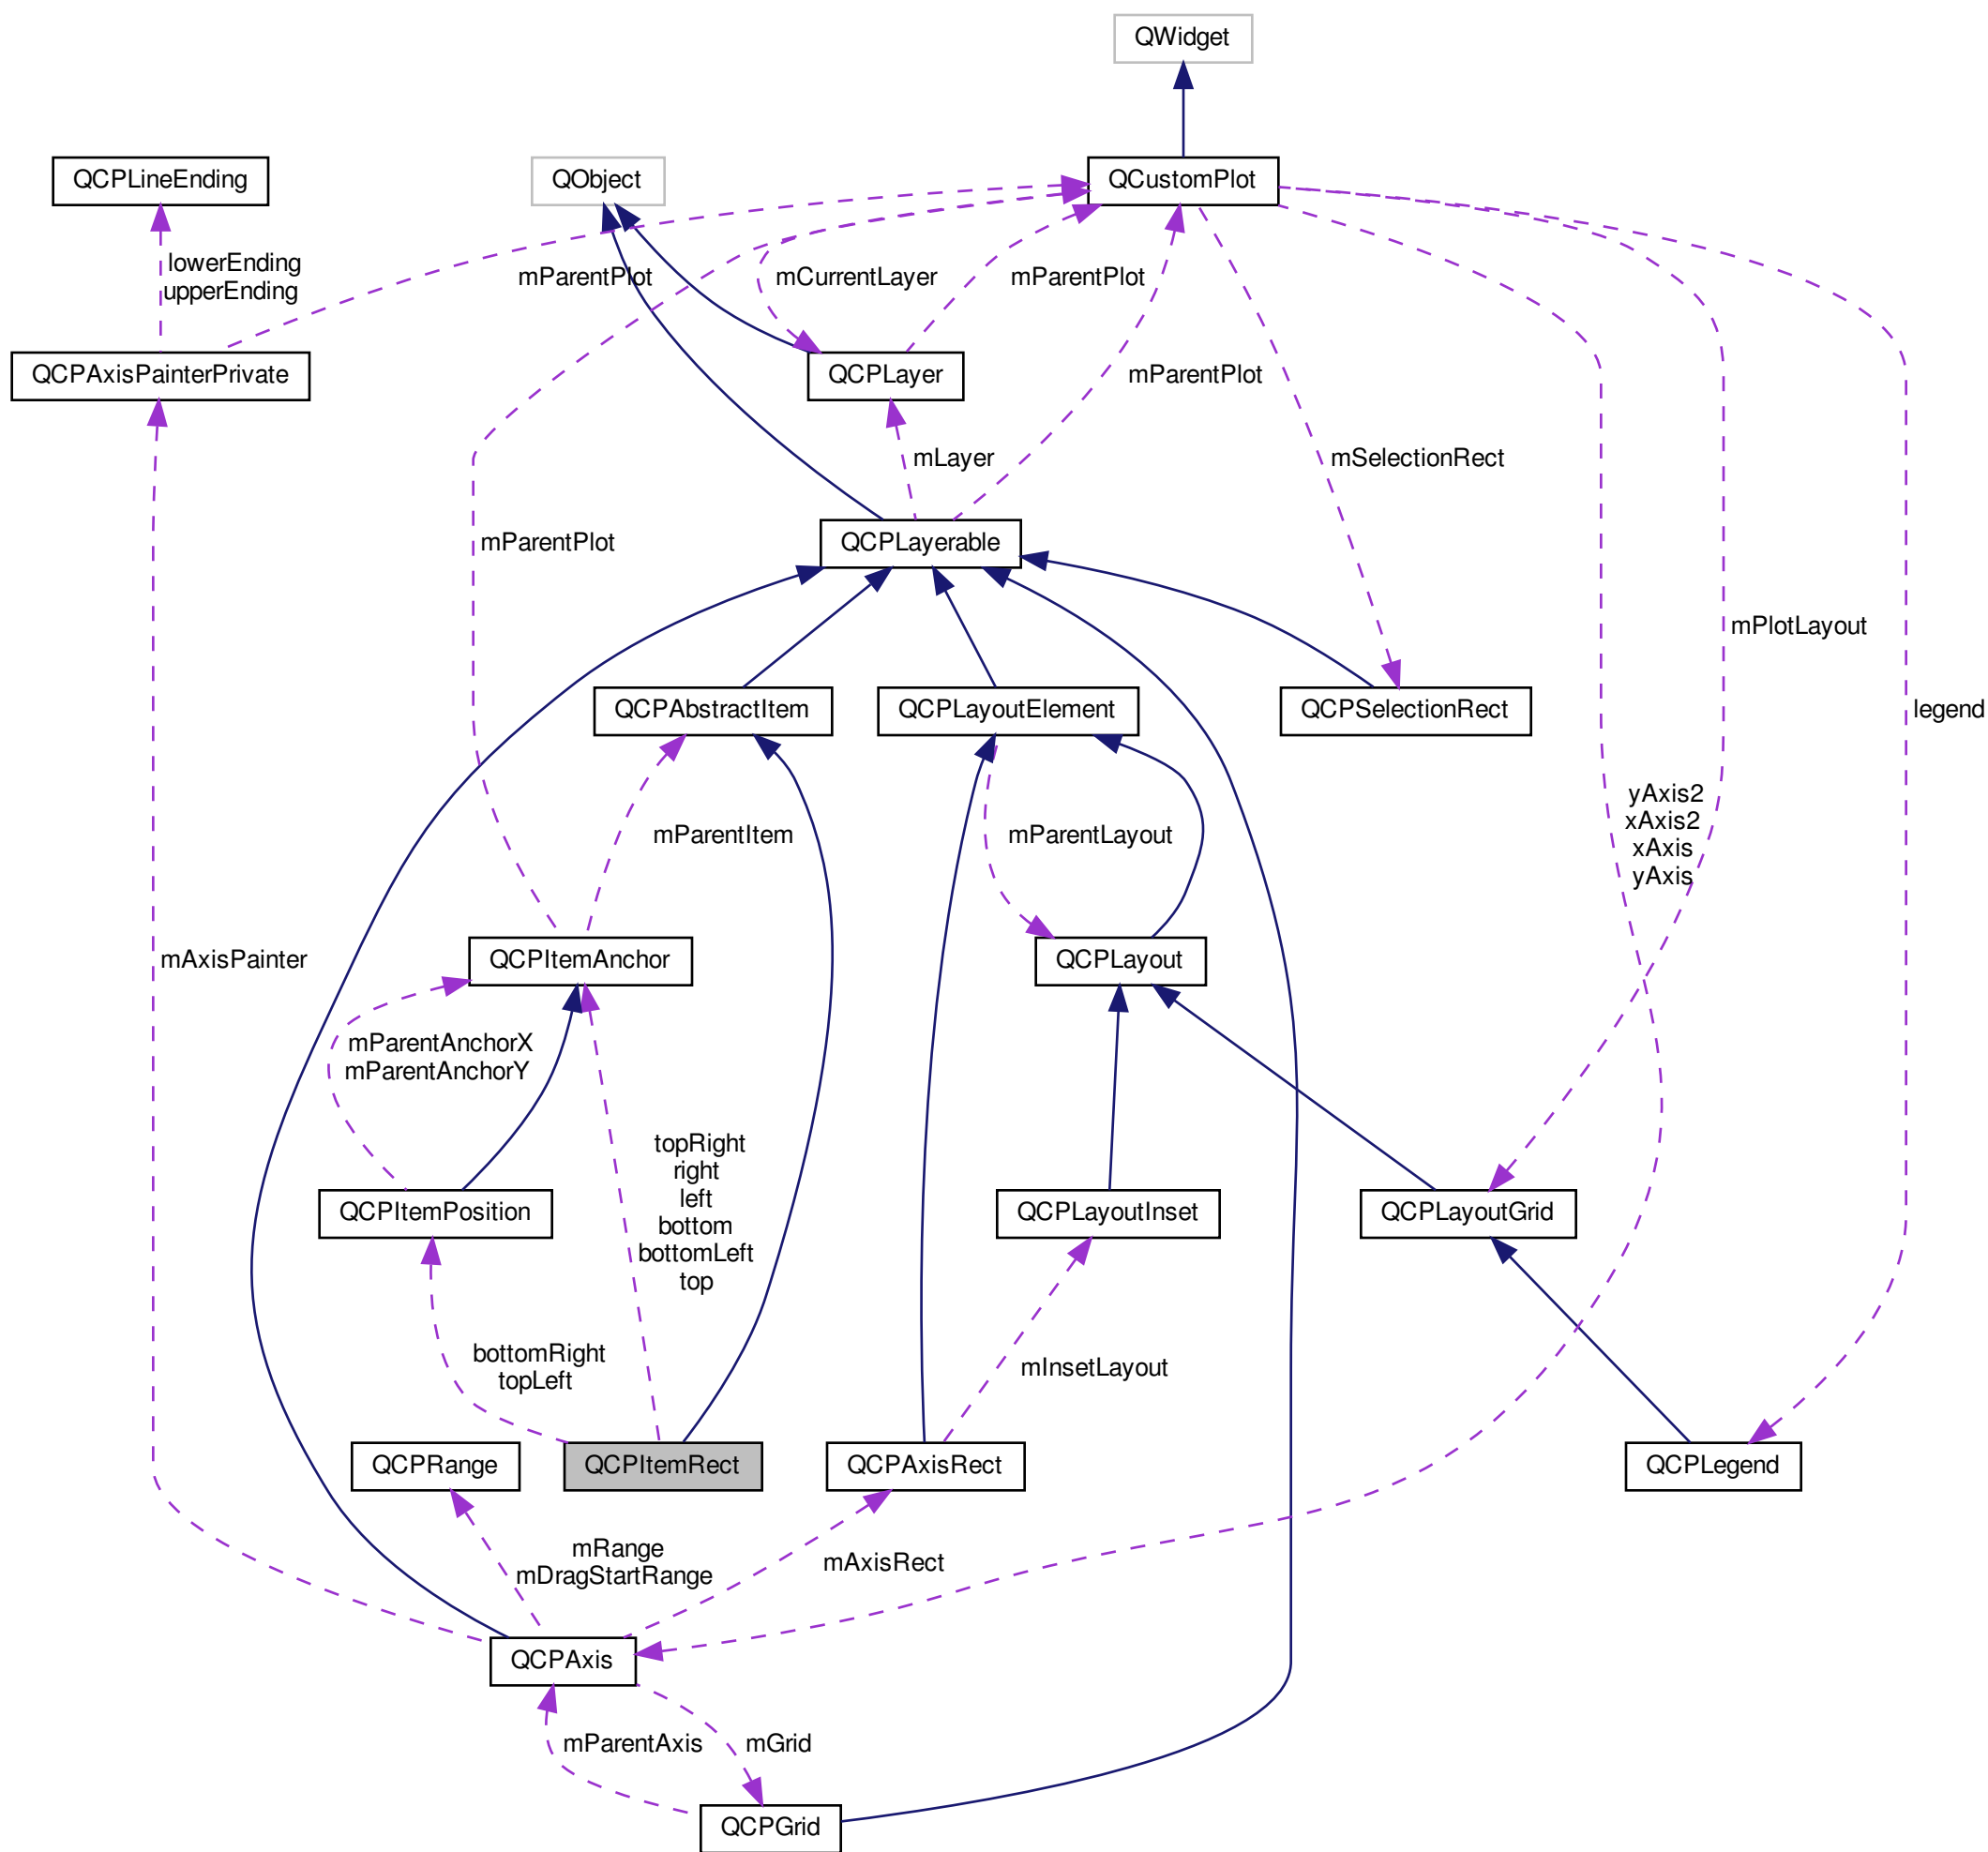 QWidget
QCPLineEnding
QObject
QCustomPlot
lowerEnding
upperEnding
mParentPlot
mCurrentLayer
mParentPlot
QCPAxisPainterPrivate
QCPLayer
mParentPlot
mLayer
mSelectionRect
mParentPlot
QCPLayerable
mPlotLayout
QCPAbstractItem
QCPLayoutElement
QCPSelectionRect
legend
mParentItem
mParentLayout
yAxis2
xAxis2
xAxis
yAxis
mAxisPainter
QCPItemAnchor
QCPLayout
mParentAnchorX
mParentAnchorY
topRight
right
left
bottom
bottomLeft
top
QCPItemPosition
QCPLayoutInset
QCPLayoutGrid
bottomRight
topLeft
mInsetLayout
QCPRange
QCPItemRect
QCPAxisRect
QCPLegend
mRange
mDragStartRange
mAxisRect
QCPAxis
mParentAxis
mGrid
QCPGrid